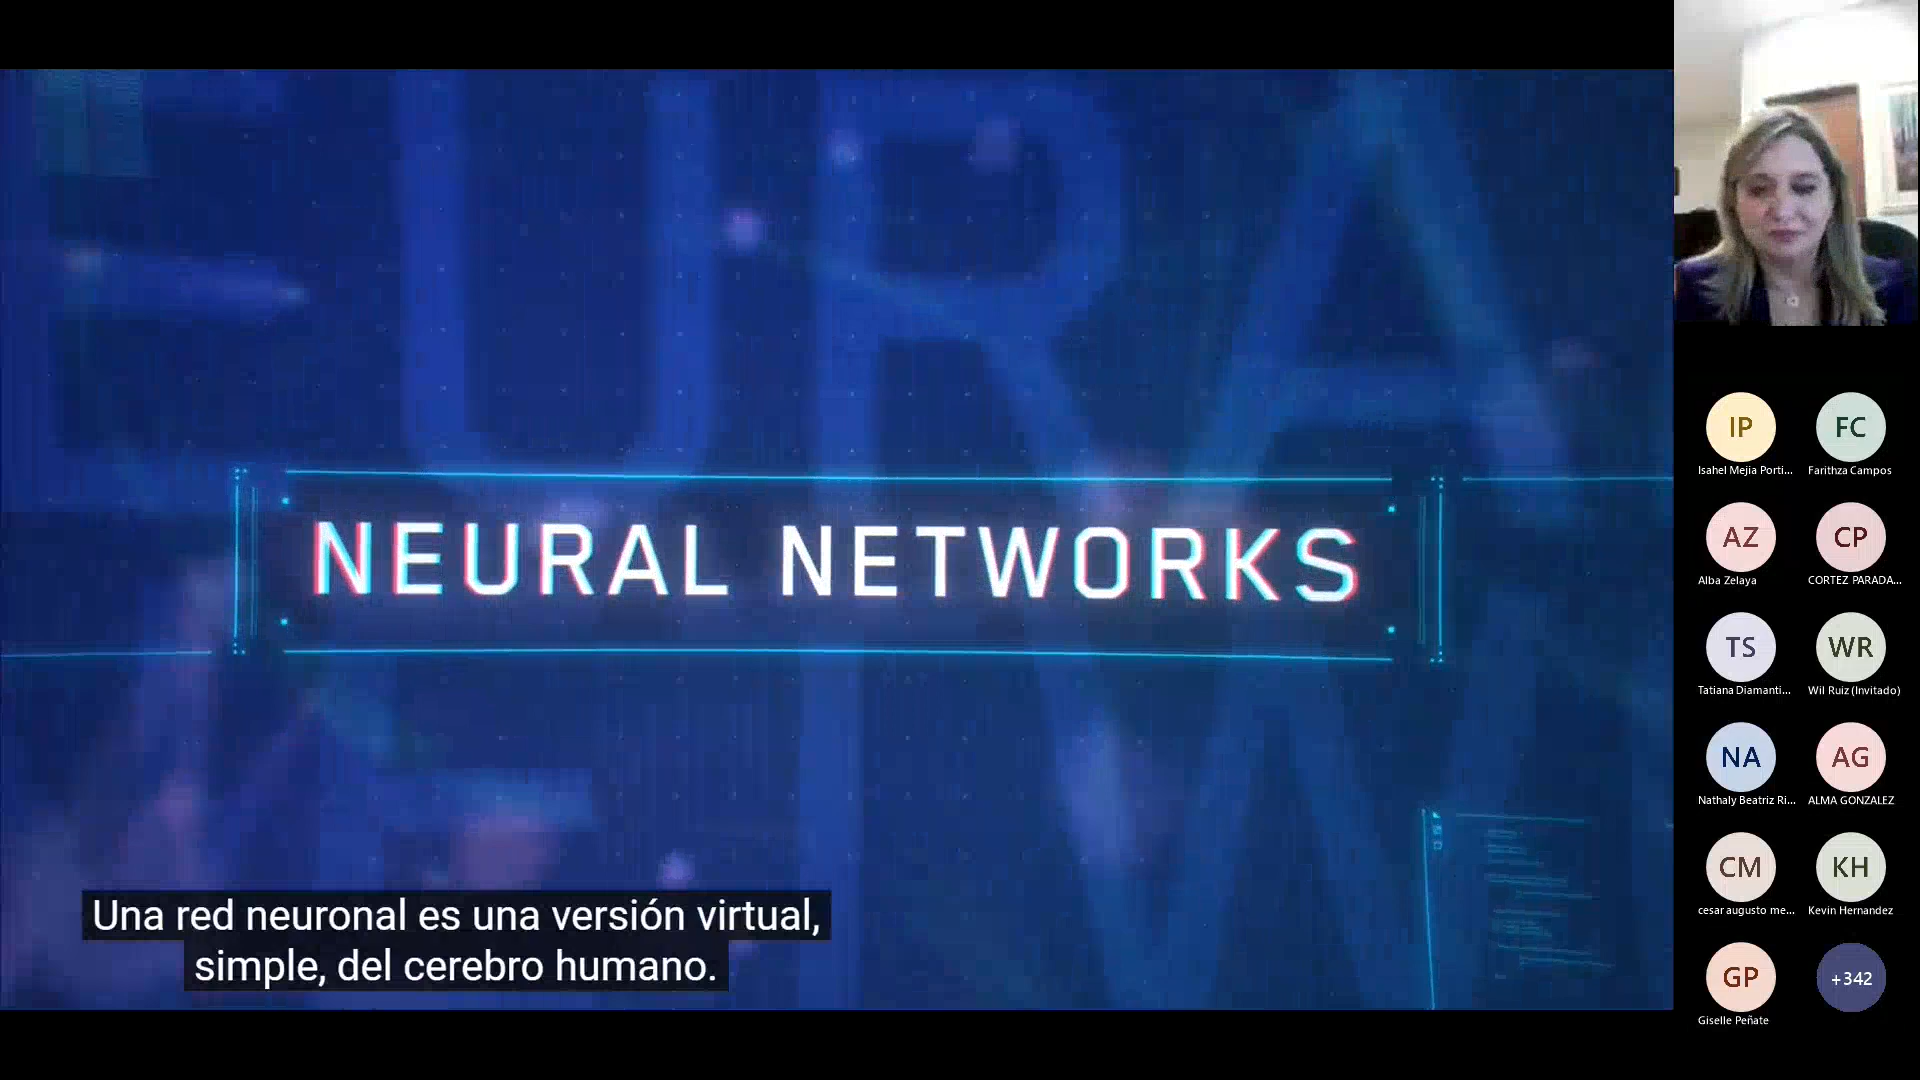 NEURAL NETWORKS
Una red neuronal es una versión virtual,
simple, del cerebro humano.
IP
FC
Isahel Mejia Porti...
Farithza Campos
AZ
CP
Alba Zelaya
CORTEZ PARADA...
TS
WR
Tatiana Diamanti...
Wil Ruiz (Invitado)
NA
AG
Nathaly Beatriz Ri...
ALMA GONZALEZ
CM
KH
cesar augusto me...
Kevin Hernandez
GP
+342
Giselle Peñate